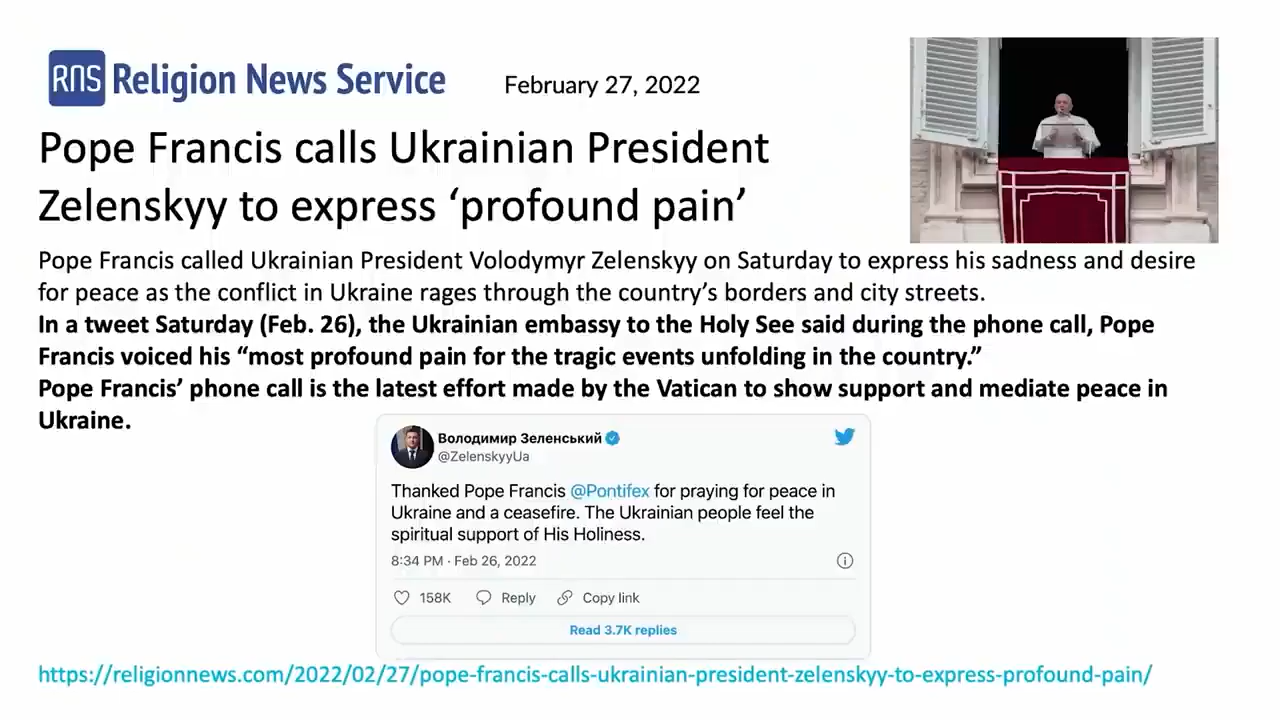 RNS Religion News Service
February 27, 2022
Pope Francis calls Ukrainian President
Zelenskyy to express ‘profound pain’
Pope Francis called Ukrainian President Volodymyr Zelenskyy on Saturday to express his sadness and desire
for peace as the conflict in Ukraine rages through the country’s borders and city streets.
In a tweet Saturday (Feb. 26), the Ukrainian embassy to the Holy See said during the phone call, Pope
Francis voiced his “most profound pain for the tragic events unfolding in the country.”
Pope Francis’ phone call is the latest effort made by the Vatican to show support and mediate peace in
Ukraine.
Володимир Зеленський
@ZelenskyyUa
Thanked Pope Francis @Pontifex for praying for peace in
Ukraine and a ceasefire. The Ukrainian people feel the
spiritual support of His Holiness.
8:34 PM · Feb 26, 2022
158K Reply Copy link
Read 3.7K replies
https://religionnews.com/2022/02/27/pope-francis-calls-ukrainian-president-zelenskyy-to-express-profound-pain/